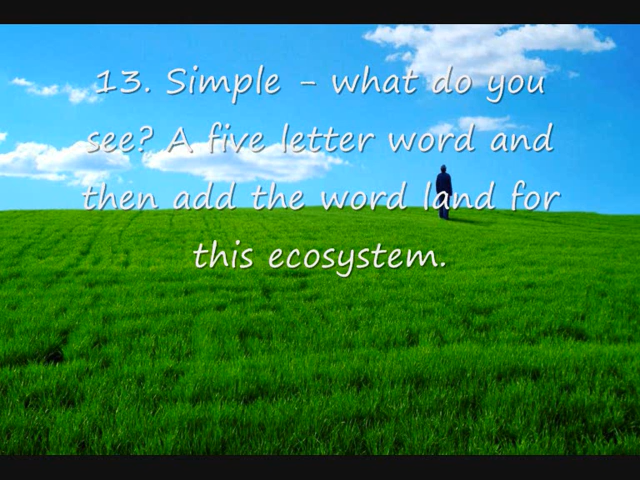 13. Simple - what do you
see? A five letter word and
then add the word land for
this ecosystem.